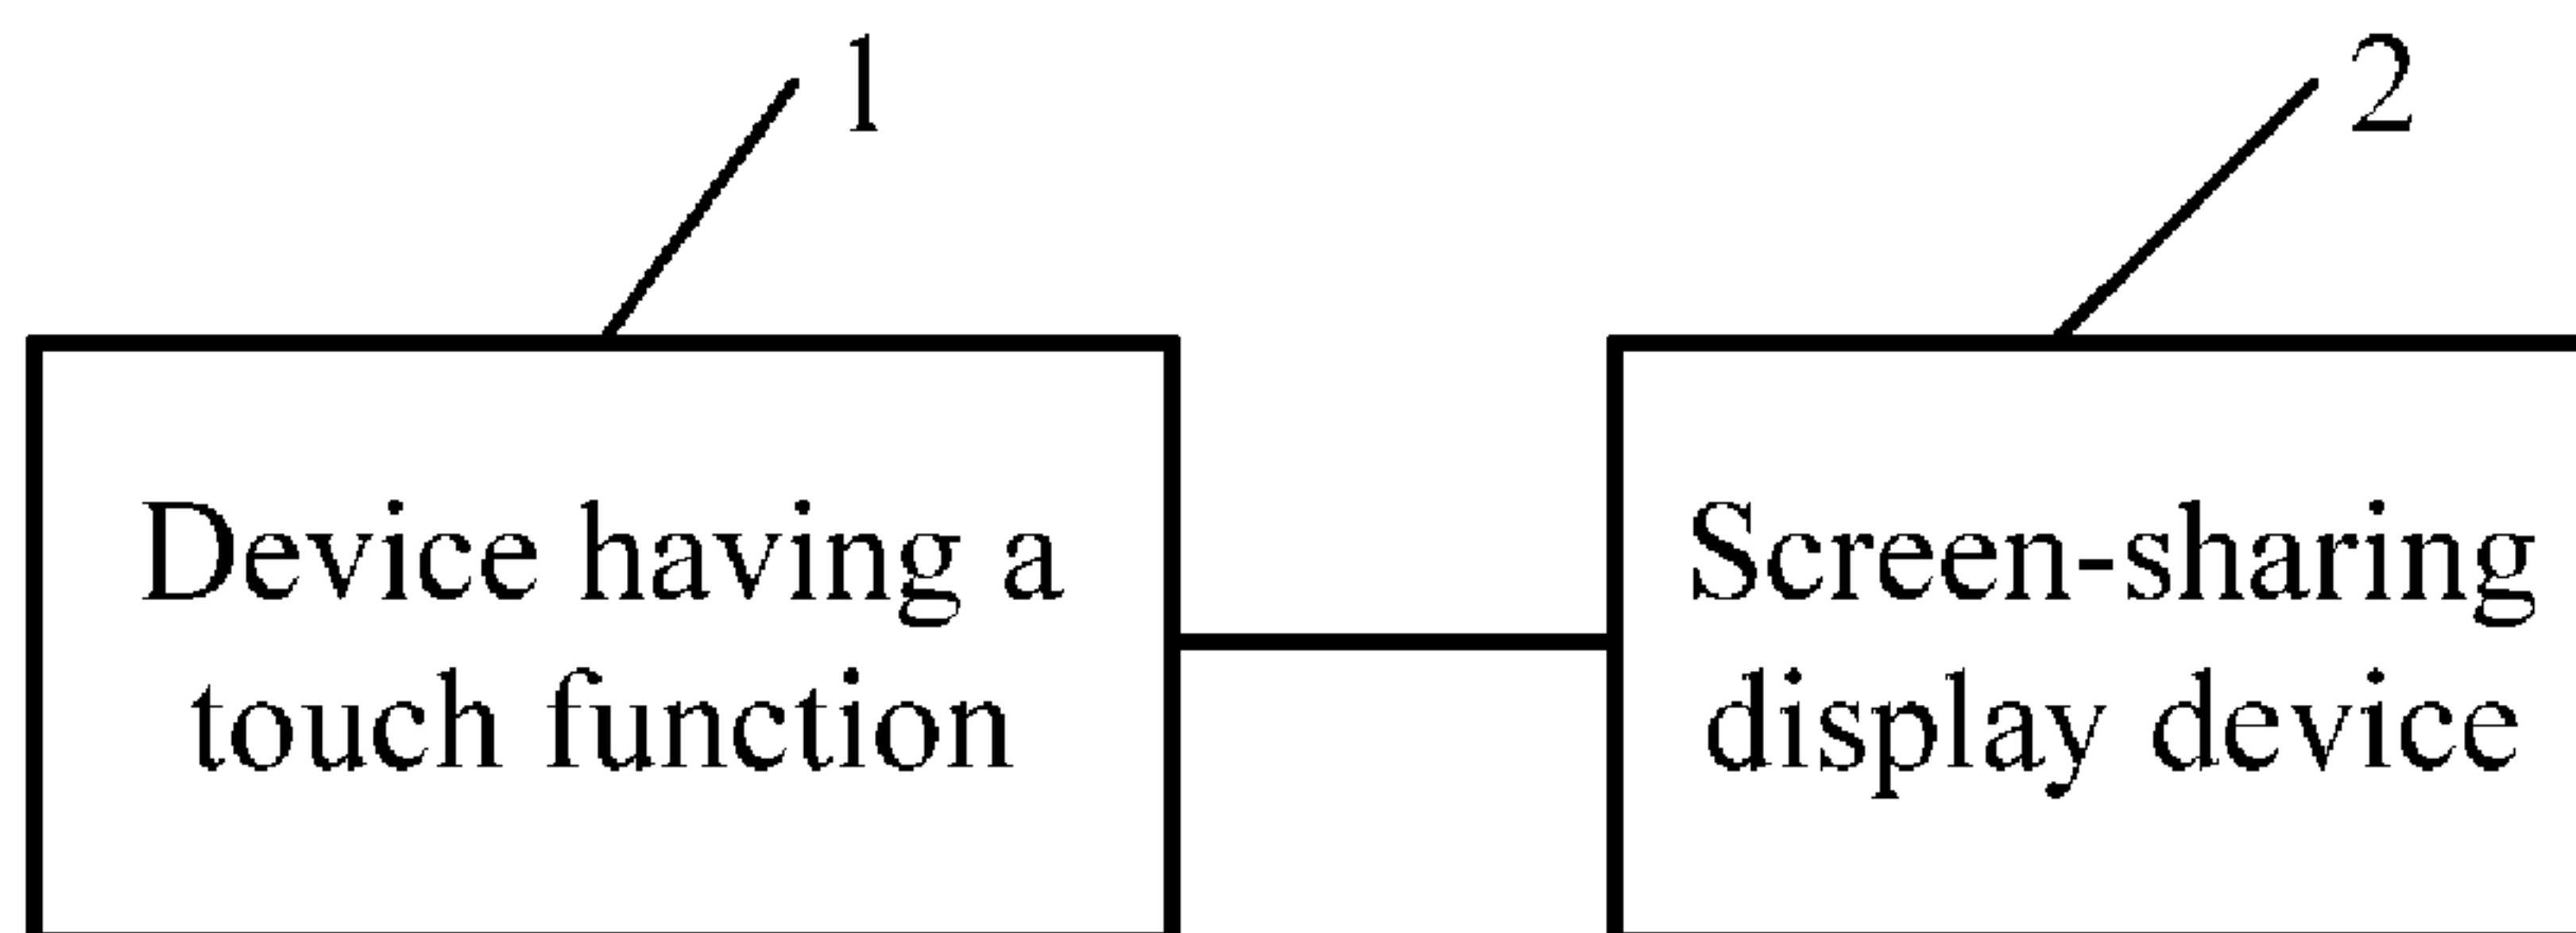 1
2
Device having a
touch function
Screen-sharing
display device